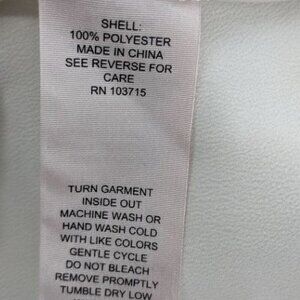 SHELL:
100% POLYESTER
MADE IN CHINA
SEE REVERSE FOR
CARE
RN 103715
TURN GARMENT
INSIDE OUT
MACHINE WASH OR
HAND WASH COLD
WITH LIKE COLORS
GENTLE CYCLE
DO NOT BLEACH
REMOVE PROMPTLY
TUMBLE DRY LOW